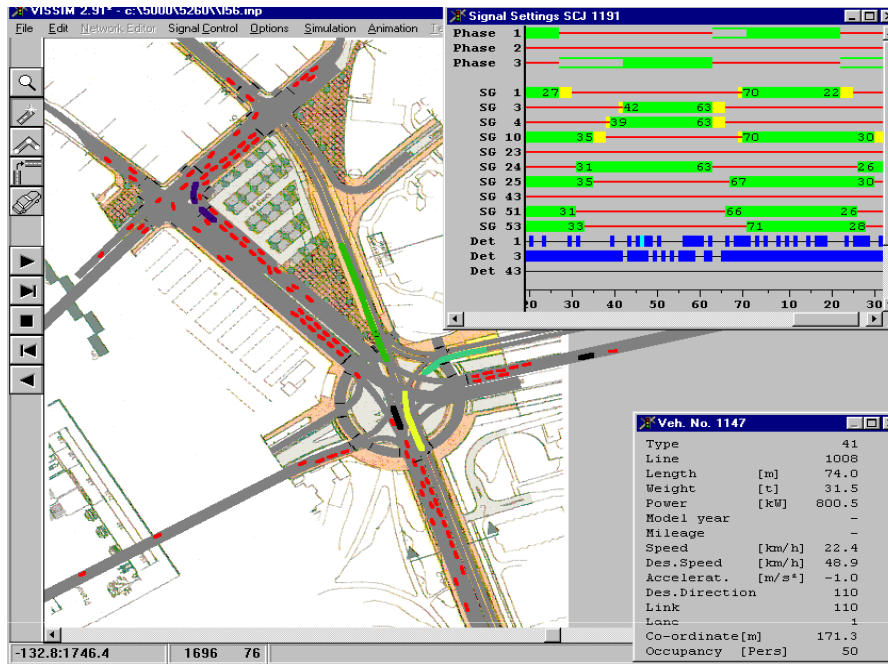 VISSIM 2.91* - c:\5000\5260\U56.inp
File Edit Network Editor Signal Control Options Simulation Animation
Signal Settings SCJ 1191
Phase 1
Phase 2
Phase 3
SG 1 27 70 22
SG 3 42 63
SG 4 39 63
SG 10 35 70 30
SG 23
SG 24 31 63 26
SG 25 35 67 30
SG 43
SG 51 31 66 26
SG 53 33 71 28
Det 1
Det 3
Det 43
20 30 40 50 60 70 10 20 30
Veh. No. 1147
Type 41
Line 1008
Length [m] 74.0
Weight [t] 31.5
Power [kW] 800.5
Model year -
Mileage -
Speed [km/h] 22.4
Des.Speed [km/h] 48.9
Accelerat. [m/s²] -1.0
Des.Direction 110
Link 110
Lane 1
Co-ordinate[m] 171.3
Occupancy [Pers] 50
-132.8:1746.4 1696 76